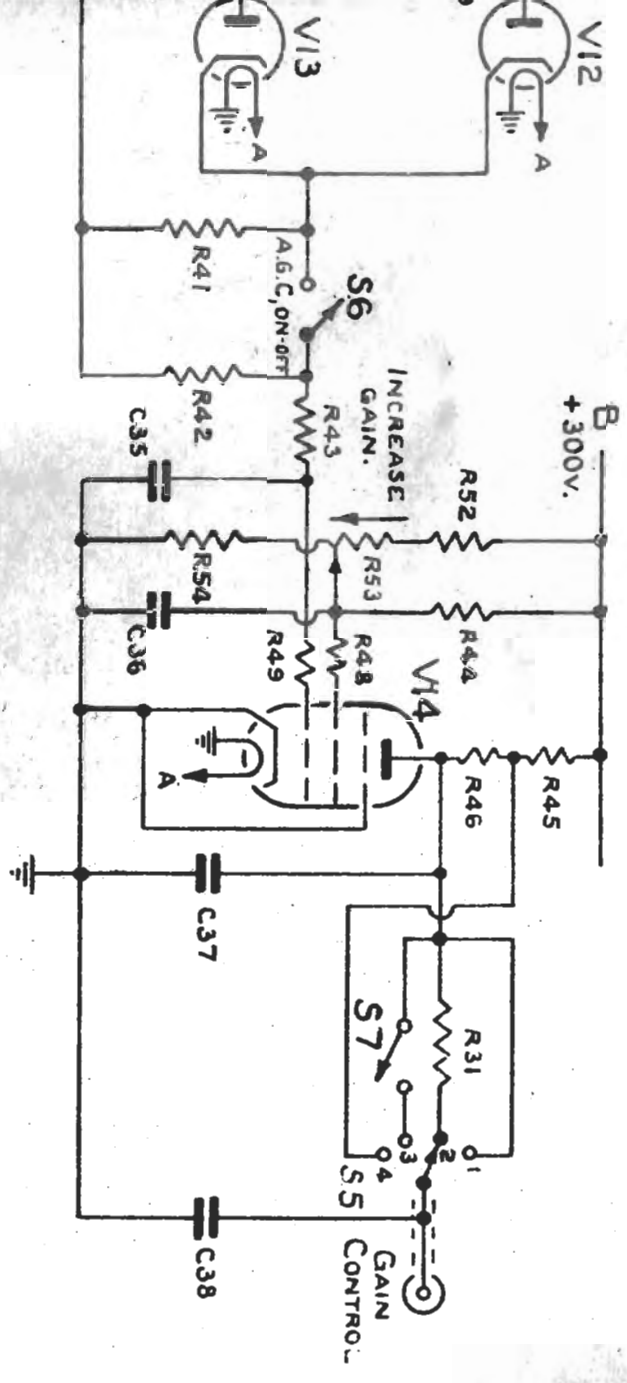 V13
V12
A
A
R41
A.G.C, ON-OFF
S6
R42
R43
INCREASE
GAIN.
B
+300V.
C35
R54
R53
R52
C36
R49
R48
R44
V14
A
R46
R45
C37
S7
R31
1
2
3
4
S5
C38
GAIN
CONTROL